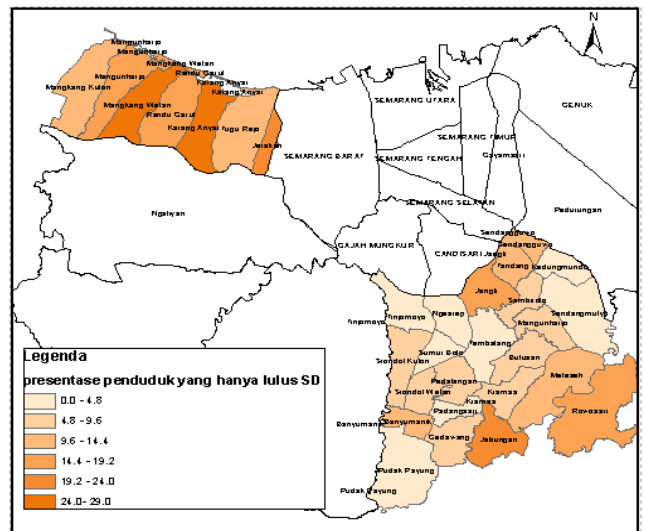 N
Mangunharjo
Mangunharjo
Mangkang Wetan
Mangunharjo
Randu Garut
Karang Anyar
Karang Anyar
Mangkang Kulon
Mangkang Wetan
Randu Garut
Karang Anyar
Tugu Rejo
Jerakah
SEMARANG UTARA
GENUK
SEMARANG TIMUR
SEMARANG BARAT
SEMARANG TENGAH
Gayamsari
SEMARANG SELATAN
Ngaliyan
Pedurungan
GAJAH MUNGKUR
CANDISARI
Jangli
Sendangguwo
Sendangguwo
Tandang
Kedungmundu
Jangli
Sambiroto
Sendangmulyo
Ngesrep
Tinjomoyo
Tinjomoyo
Mangunharjo
Tembalang
Sumur Boto
Bulusan
Srondol Kulon
Meteseh
Padalangan
Srondol Wetan
Kramas
Kramas
Rowosari
Padangsari
Banyumanik
Banyumanik
Gedawang
Jabungan
Pudak Payung
Pudak Payung
Legenda
presentase penduduk yang hanya lulus SD
0.0 - 4.8
4.8 - 9.6
9.6 - 14.4
14.4 - 19.2
19.2 - 24.0
24.0 - 29.0